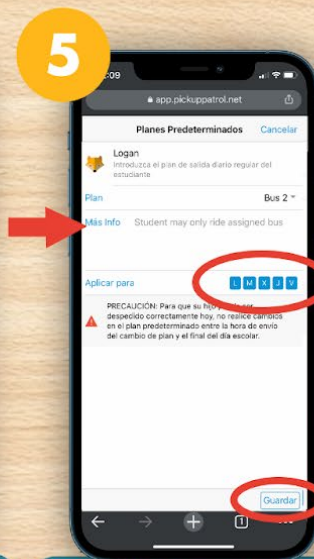 5
:09
app.pickuppatrol.net
Planes Predeterminados Cancelar
Logan
Introduzca el plan de salida diario regular del
estudiante
Plan Bus 2
Más Info Student may only ride assigned bus
Aplicar para L M X J V
PRECAUCIÓN: Para que su hijo ser
despedido correctamente hoy, no realice cambios
en el plan predeterminado entre la hora de envío
del cambio de plan y el final del día escolar.
Guardar
1